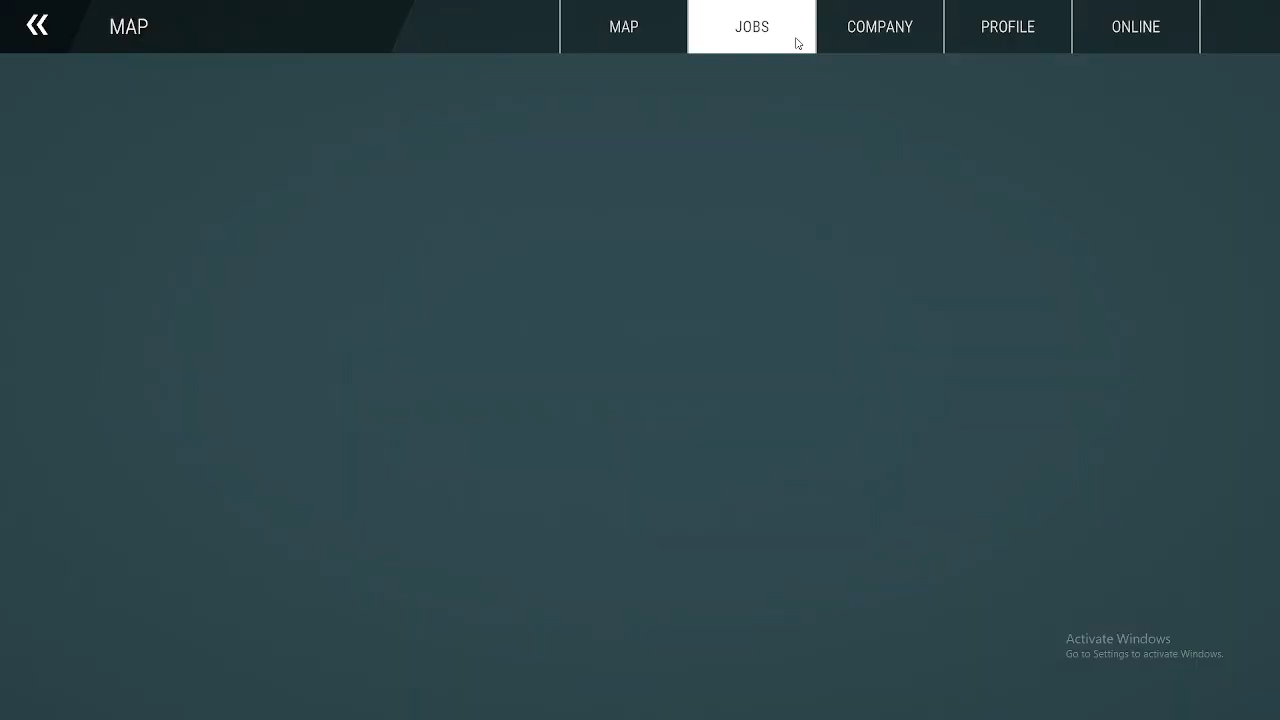 MAP
MAP
JOBS
COMPANY
PROFILE
ONLINE
Activate Windows
Go to Settings to activate Windows.